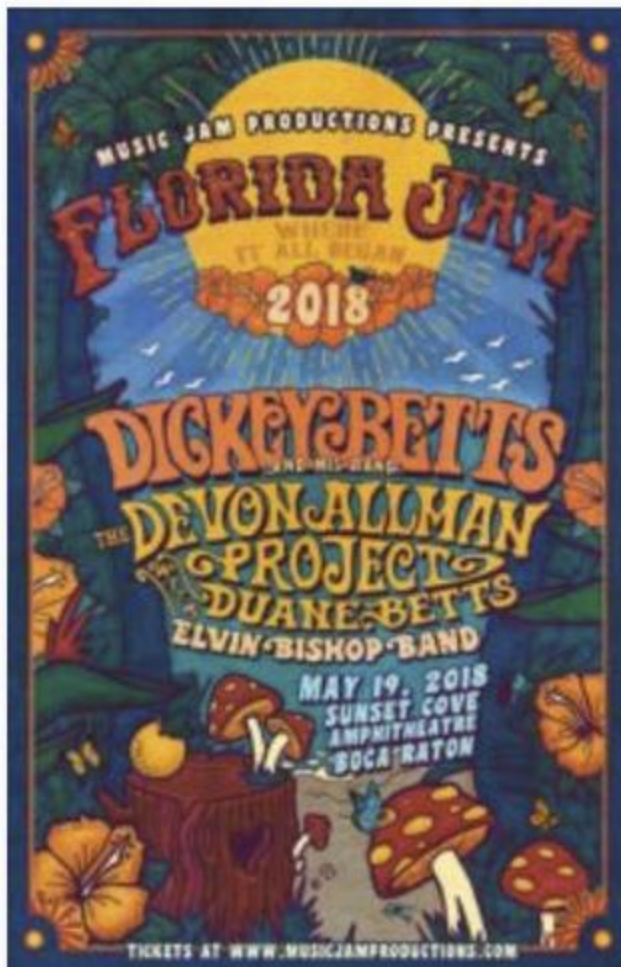 MUSIC JAM PRODUCTIONS PRESENTS
FLORIDA JAM
WHERE
IT ALL BEGAN
2018
DICKEY BETTS
AND HIS BAND
THE DEVON ALLMAN
PROJECT
DUANE BETTS
ELVIN BISHOP BAND
MAY 19, 2018
SUNSET COVE
AMPHITHEATRE
BOCA RATON
TICKETS AT WWW.MUSICJAMPRODUCTIONS.COM